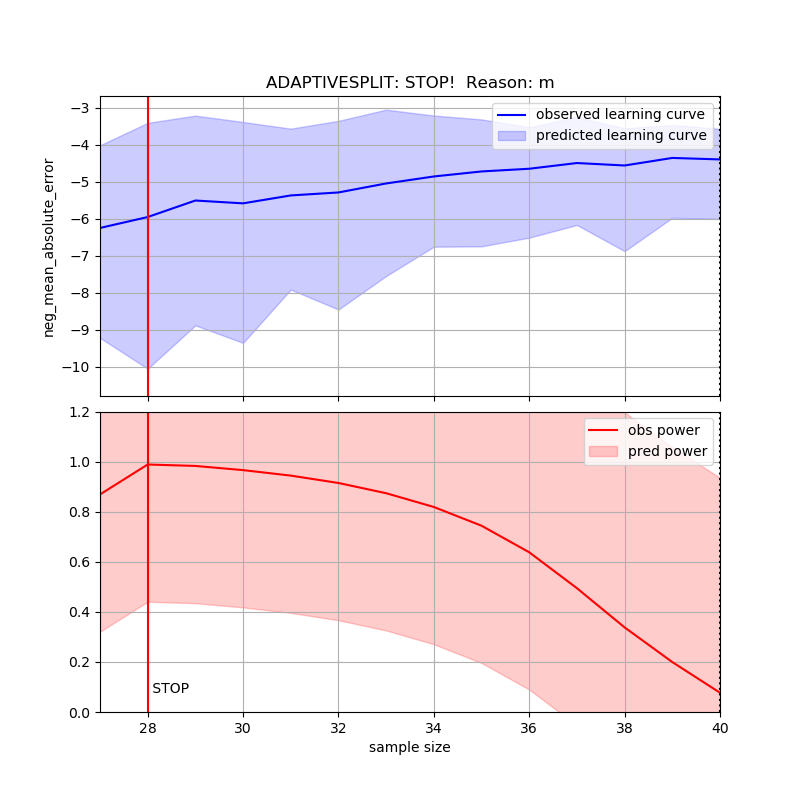 ADAPTIVESPLIT: STOP!  Reason: m
neg_mean_absolute_error
−3
−4
−5
−6
−7
−8
−9
−10
observed learning curve
predicted learning curve
1.2
1.0
0.8
0.6
0.4
0.2
0.0
obs power
pred power
STOP
28 30 32 34 36 38 40
sample size